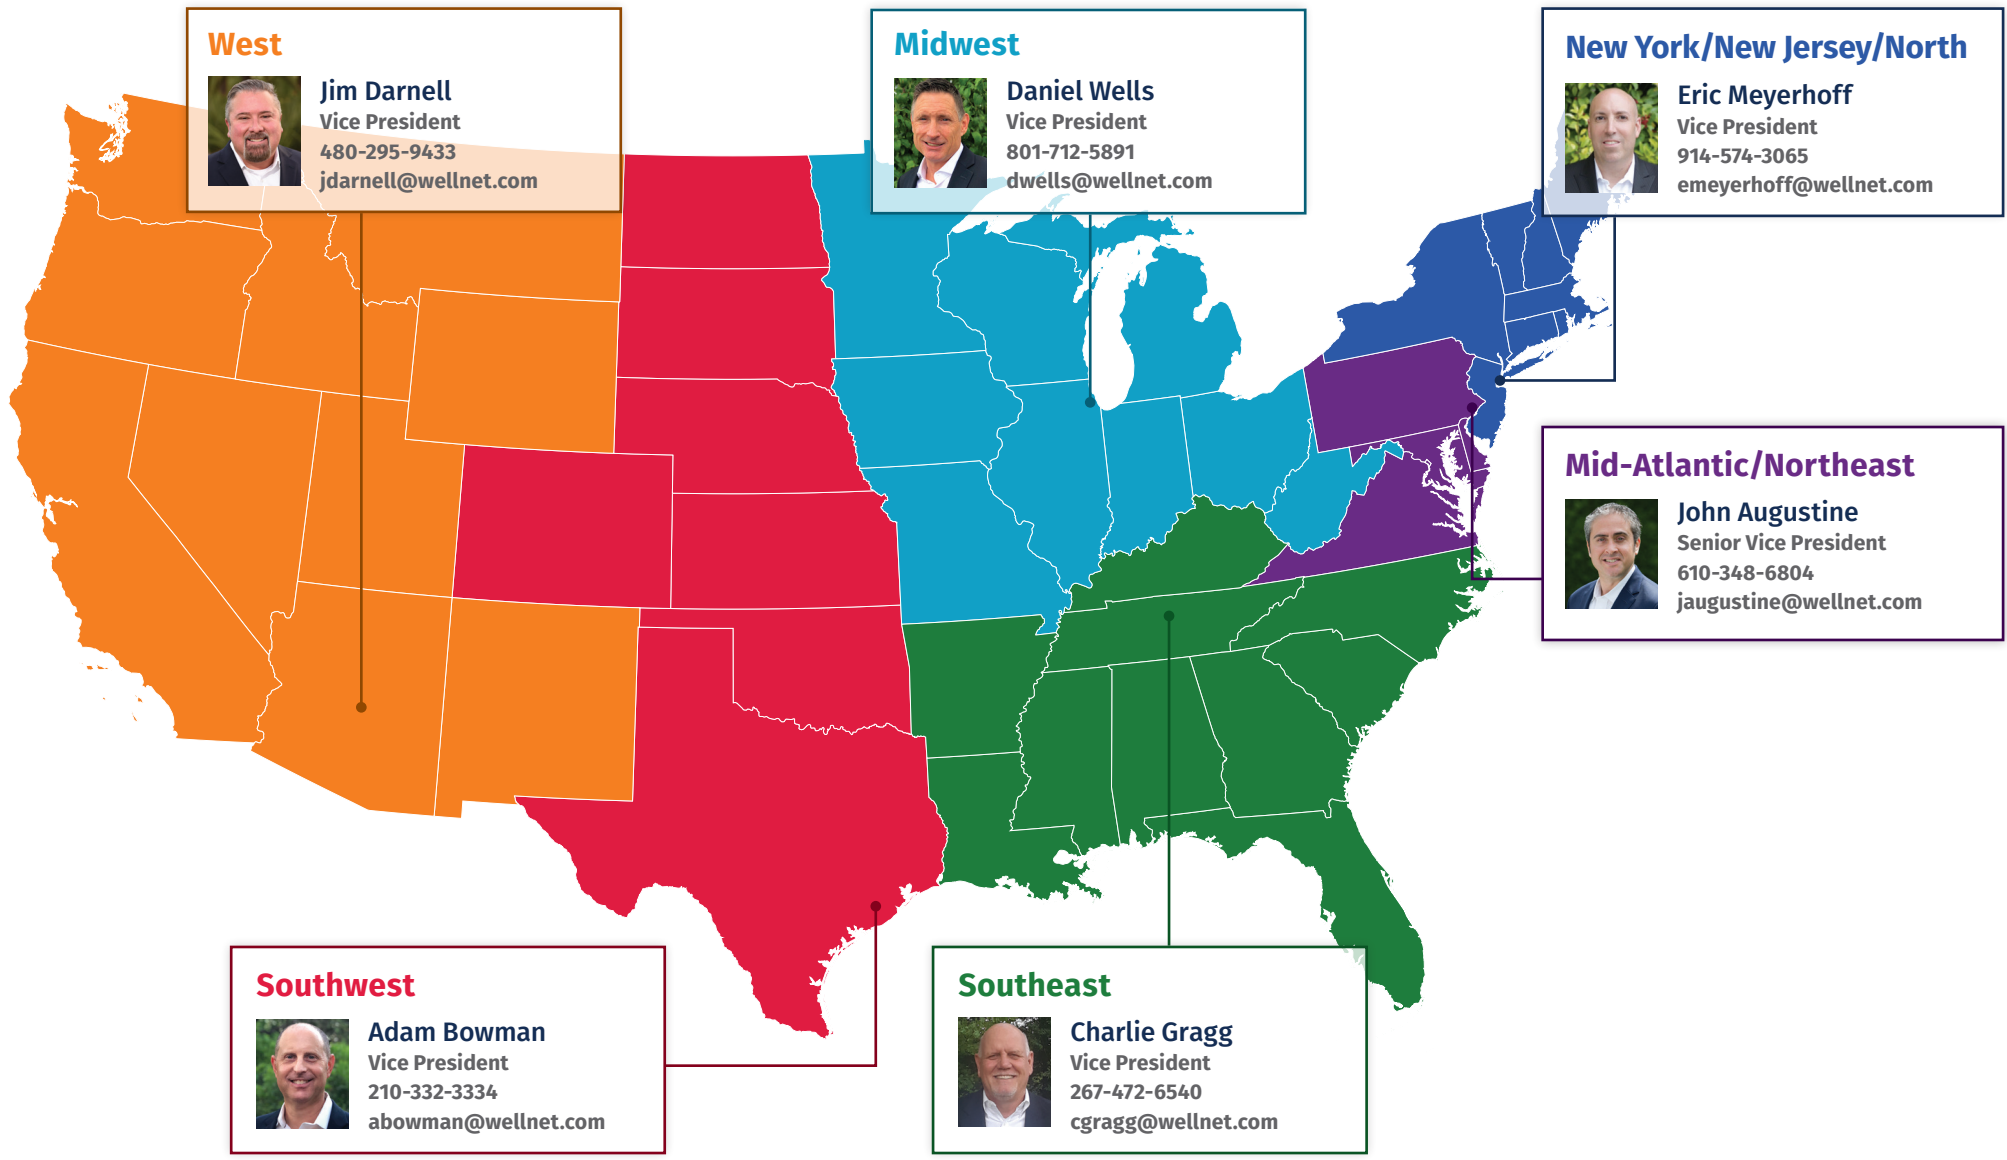 West
Jim Darnell
Vice President
480-295-9433
jdarnell@wellnet.com
Midwest
Daniel Wells
Vice President
801-712-5891
dwells@wellnet.com
New York/New Jersey/North
Eric Meyerhoff
Vice President
914-574-3065
emeyerhoff@wellnet.com
Mid-Atlantic/Northeast
John Augustine
Senior Vice President
610-348-6804
jaugustine@wellnet.com
Southwest
Adam Bowman
Vice President
210-332-3334
abowman@wellnet.com
Southeast
Charlie Gragg
Vice President
267-472-6540
cgragg@wellnet.com